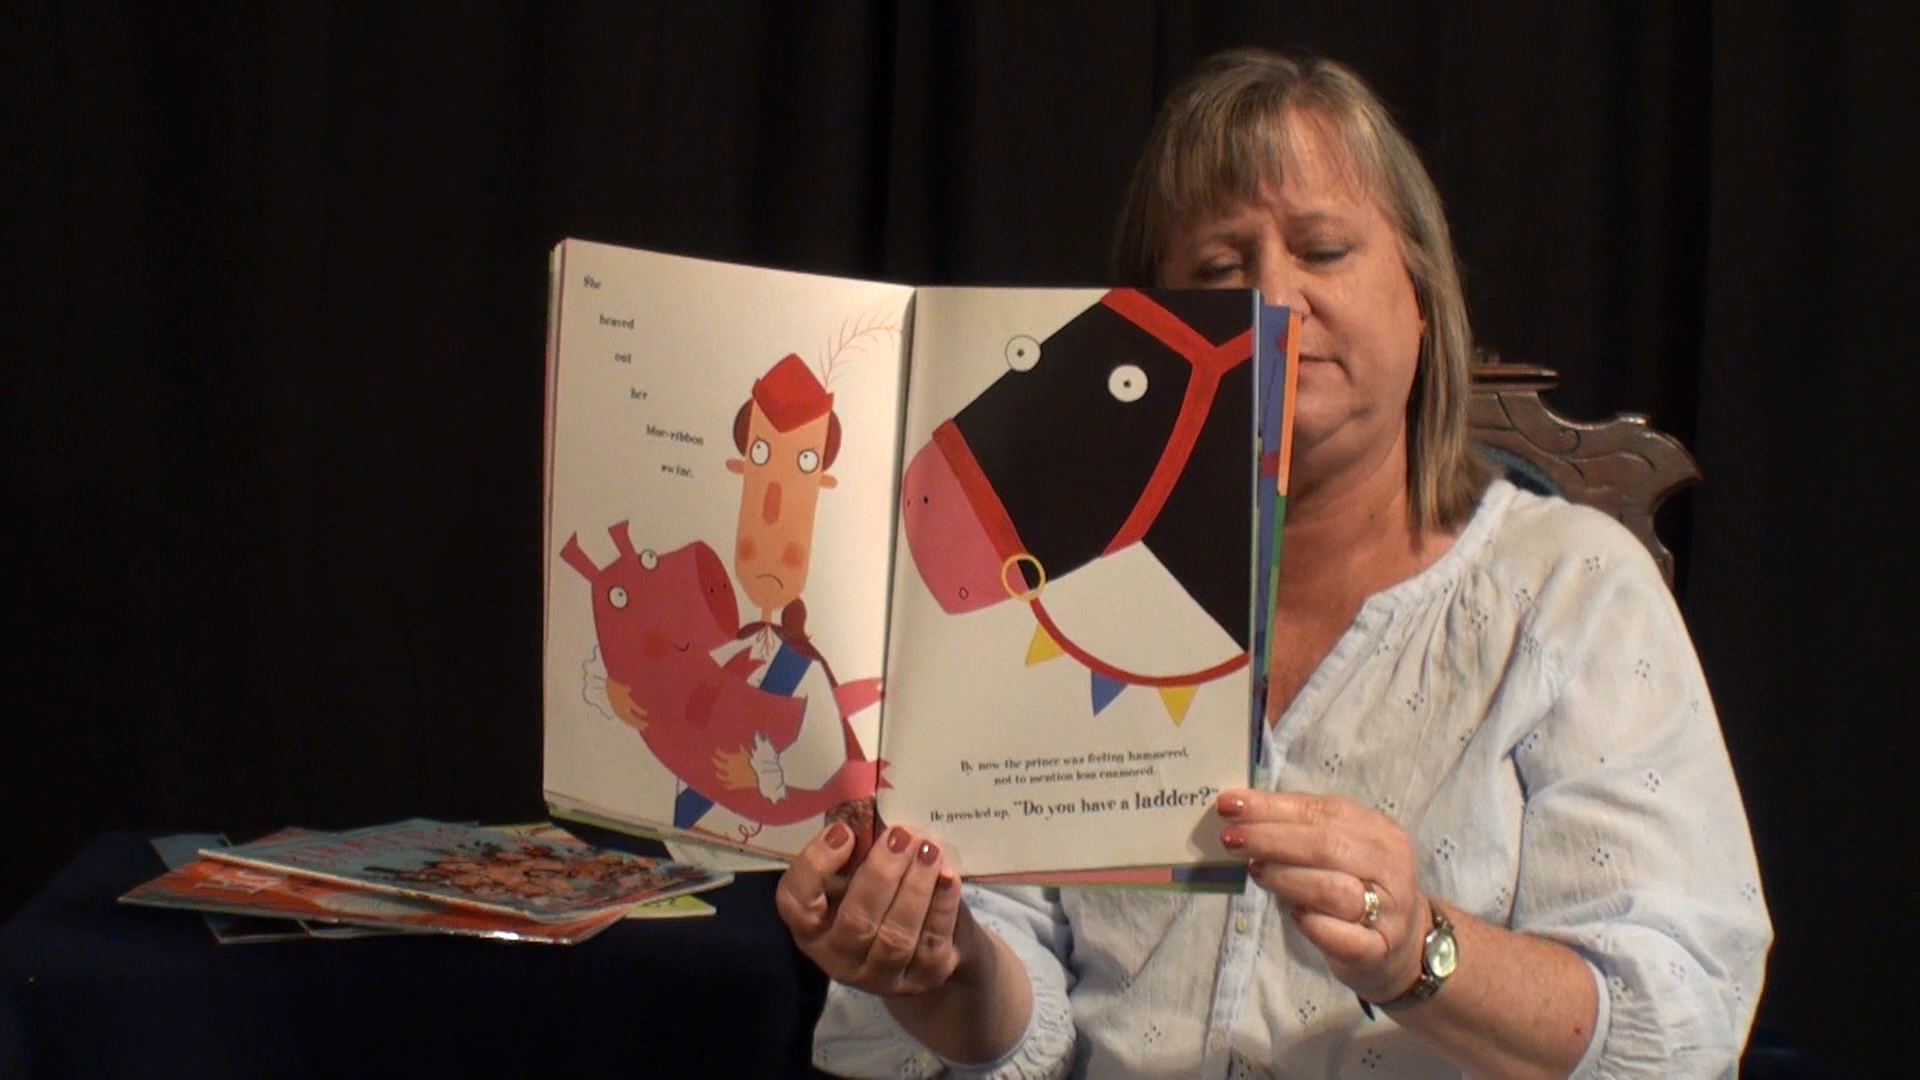 She
heaved
out
her
blue-ribbon
swine.
By now the prince was feeling hammered,
not to mention less enamored.
He growled up, "Do you have a ladder?"